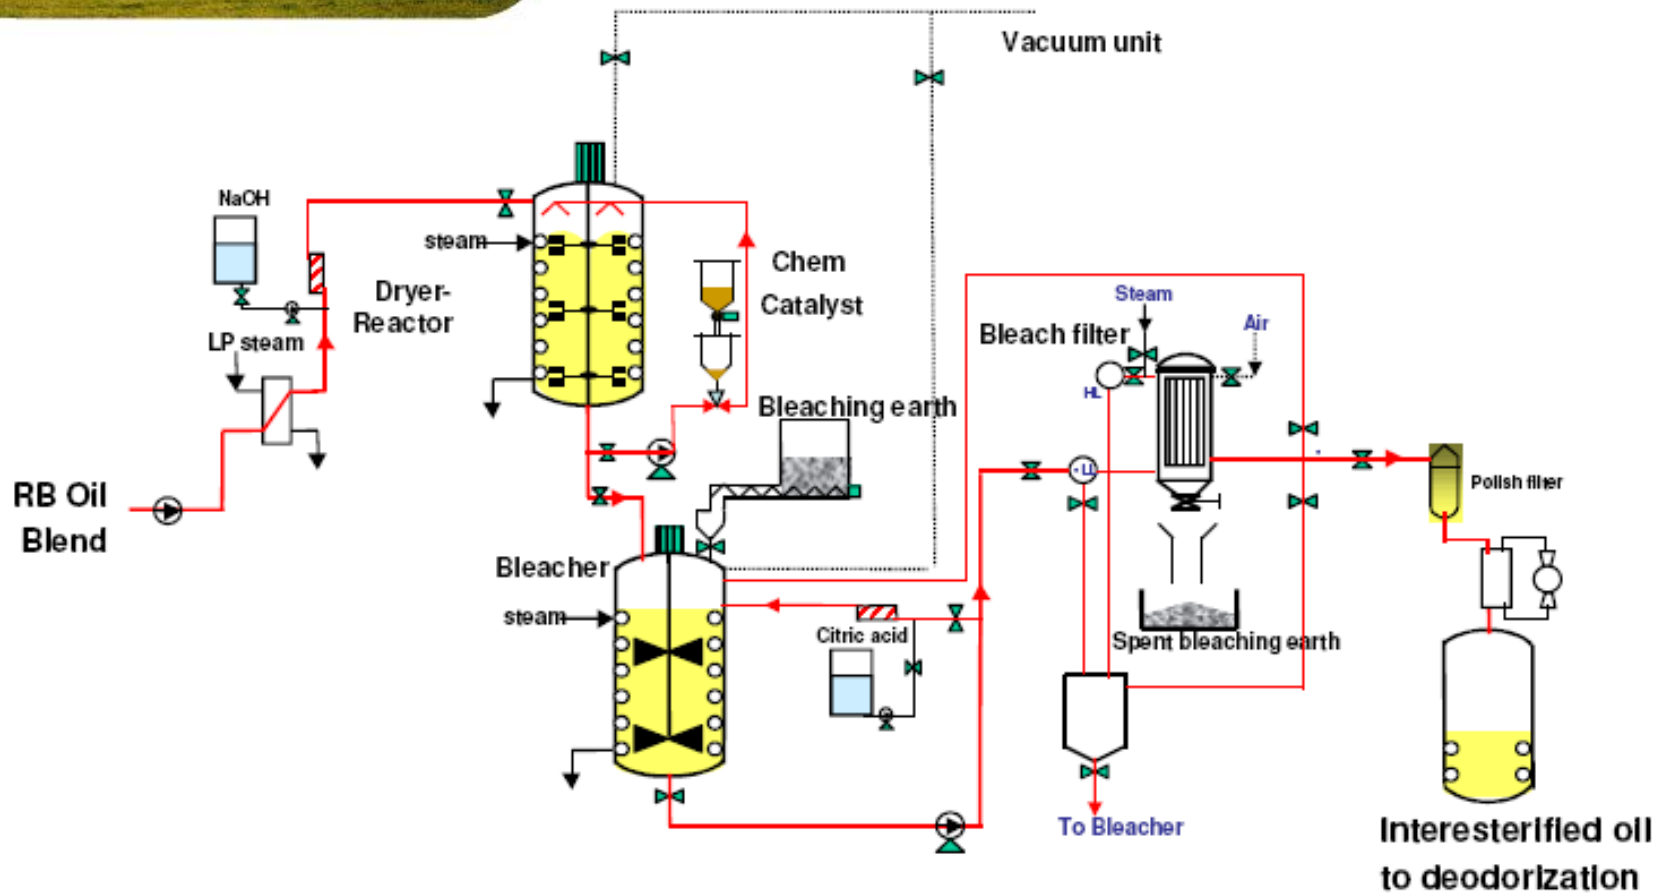 Vacuum unit
NaOH
steam
Chem
Catalyst
Dryer-
Reactor
LP steam
Steam
Air
Bleach filter
HL
Bleaching earth
LL
RB Oil
Blend
Polish filter
Bleacher
steam
Citric acid
Spent bleaching earth
To Bleacher
Interesterified oil
to deodorization